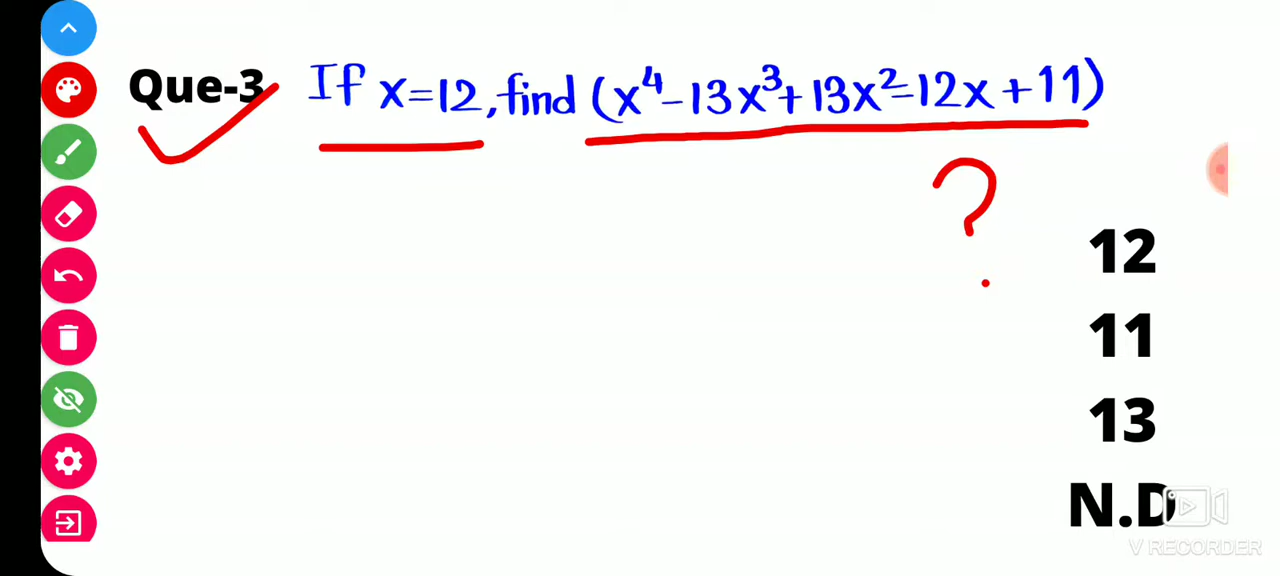 Que-3 If x=12, find (x⁴-13x³+13x²-12x+11)
?
12
11
13
N.D
V RECORDER